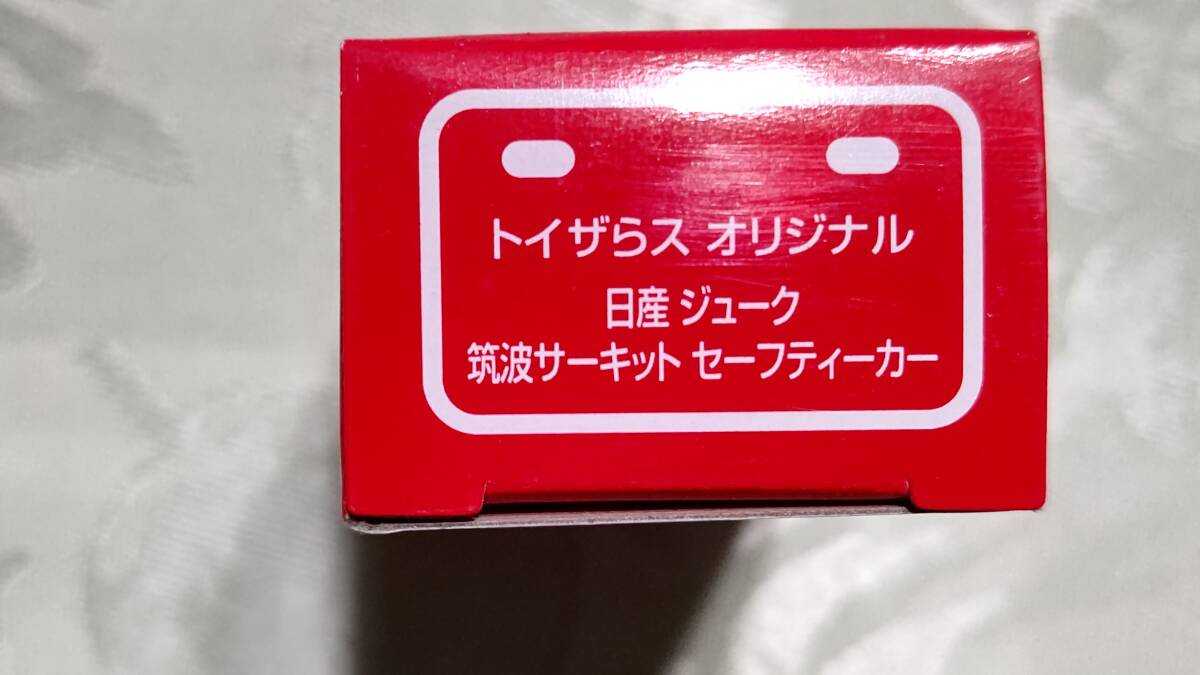 トイザらス オリジナル
日産 ジューク
筑波サーキット セーフティーカー